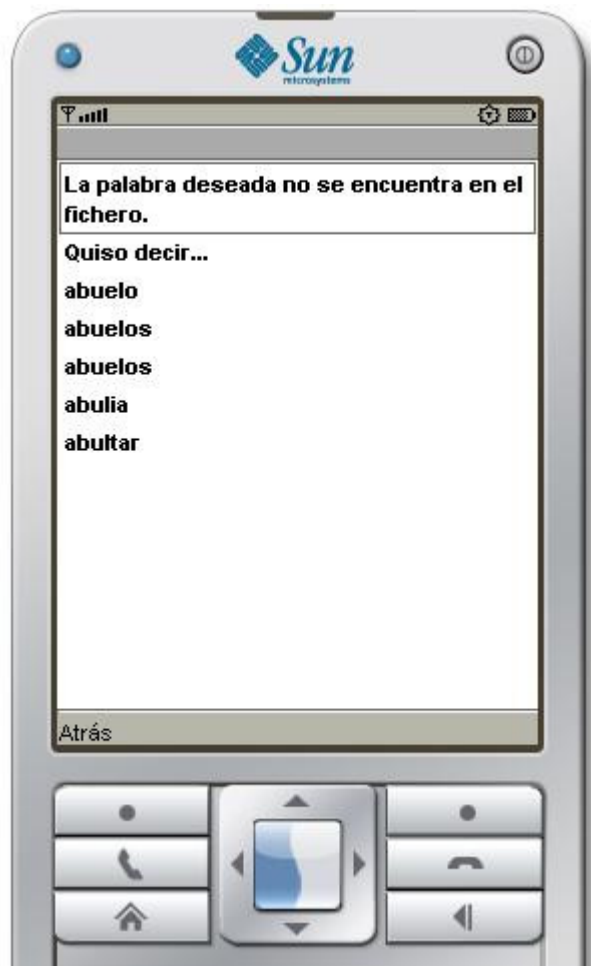 Sun
microsystems
La palabra deseada no se encuentra en el
fichero.
Quiso decir...
abuelo
abuelos
abuelos
abulia
abultar
Atrás